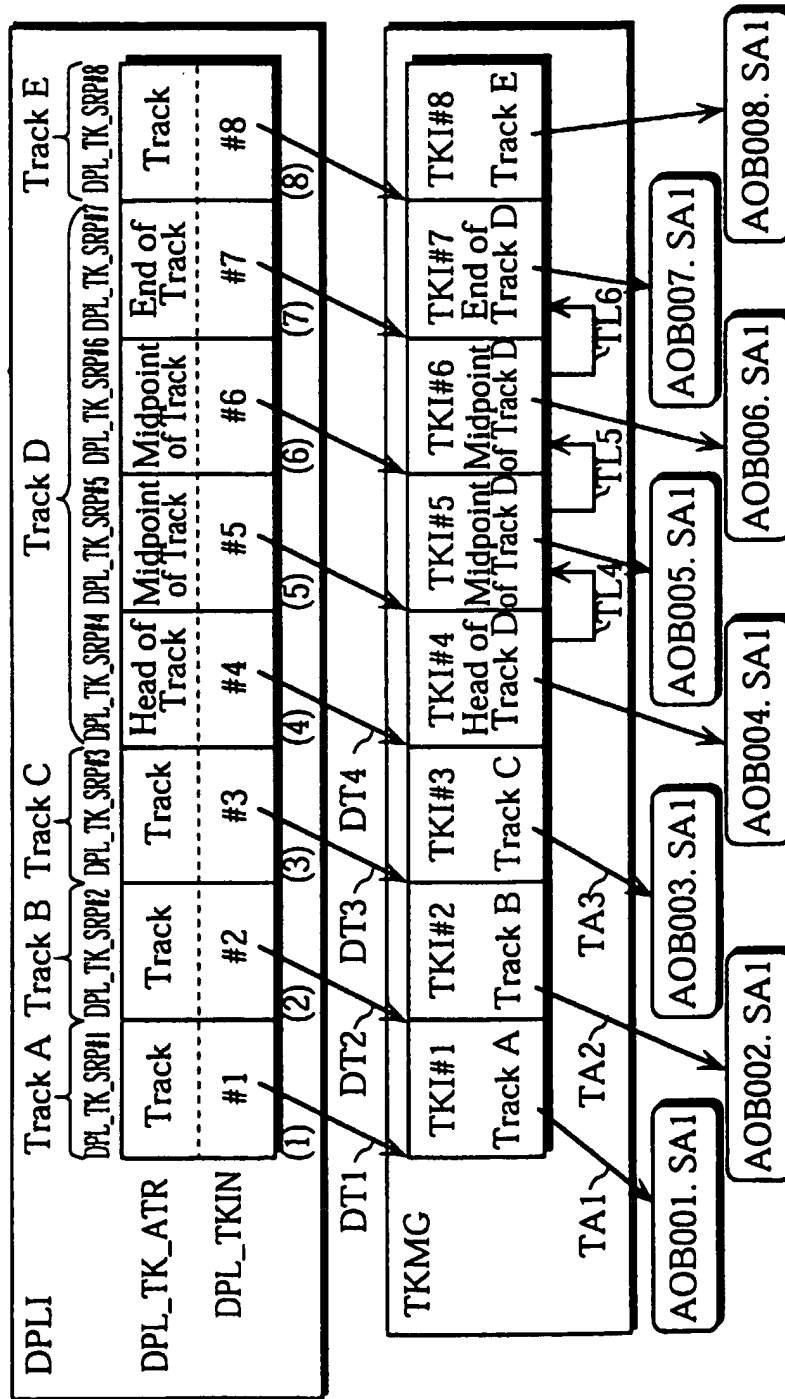 DPLI
Track A
Track B
Track C
Track D
Track E
DPL_TK_SRP#1
DPL_TK_SRP#2
DPL_TK_SRP#3
DPL_TK_SRP#4
DPL_TK_SRP#5
DPL_TK_SRP#6
DPL_TK_SRP#7
DPL_TK_SRP#8
DPL_TK_ATR
Track
Track
Track
Head of
Track
Midpoint
of Track
Midpoint
of Track
End of
Track
Track
DPL_TKIN
#1
#2
#3
#4
#5
#6
#7
#8
(1)
(2)
(3)
(4)
(5)
(6)
(7)
(8)
DT1
DT2
DT3
DT4
TKMG
TKI#1
Track A
TKI#2
Track B
TKI#3
Track C
TKI#4
Head of
Track D
TKI#5
Midpoint
of Track D
TKI#6
Midpoint
of Track D
TKI#7
End of
Track D
TKI#8
Track E
TL4
TL5
TL6
TA1
TA2
TA3
AOB001. SA1
AOB002. SA1
AOB003. SA1
AOB004. SA1
AOB005. SA1
AOB006. SA1
AOB007. SA1
AOB008. SA1